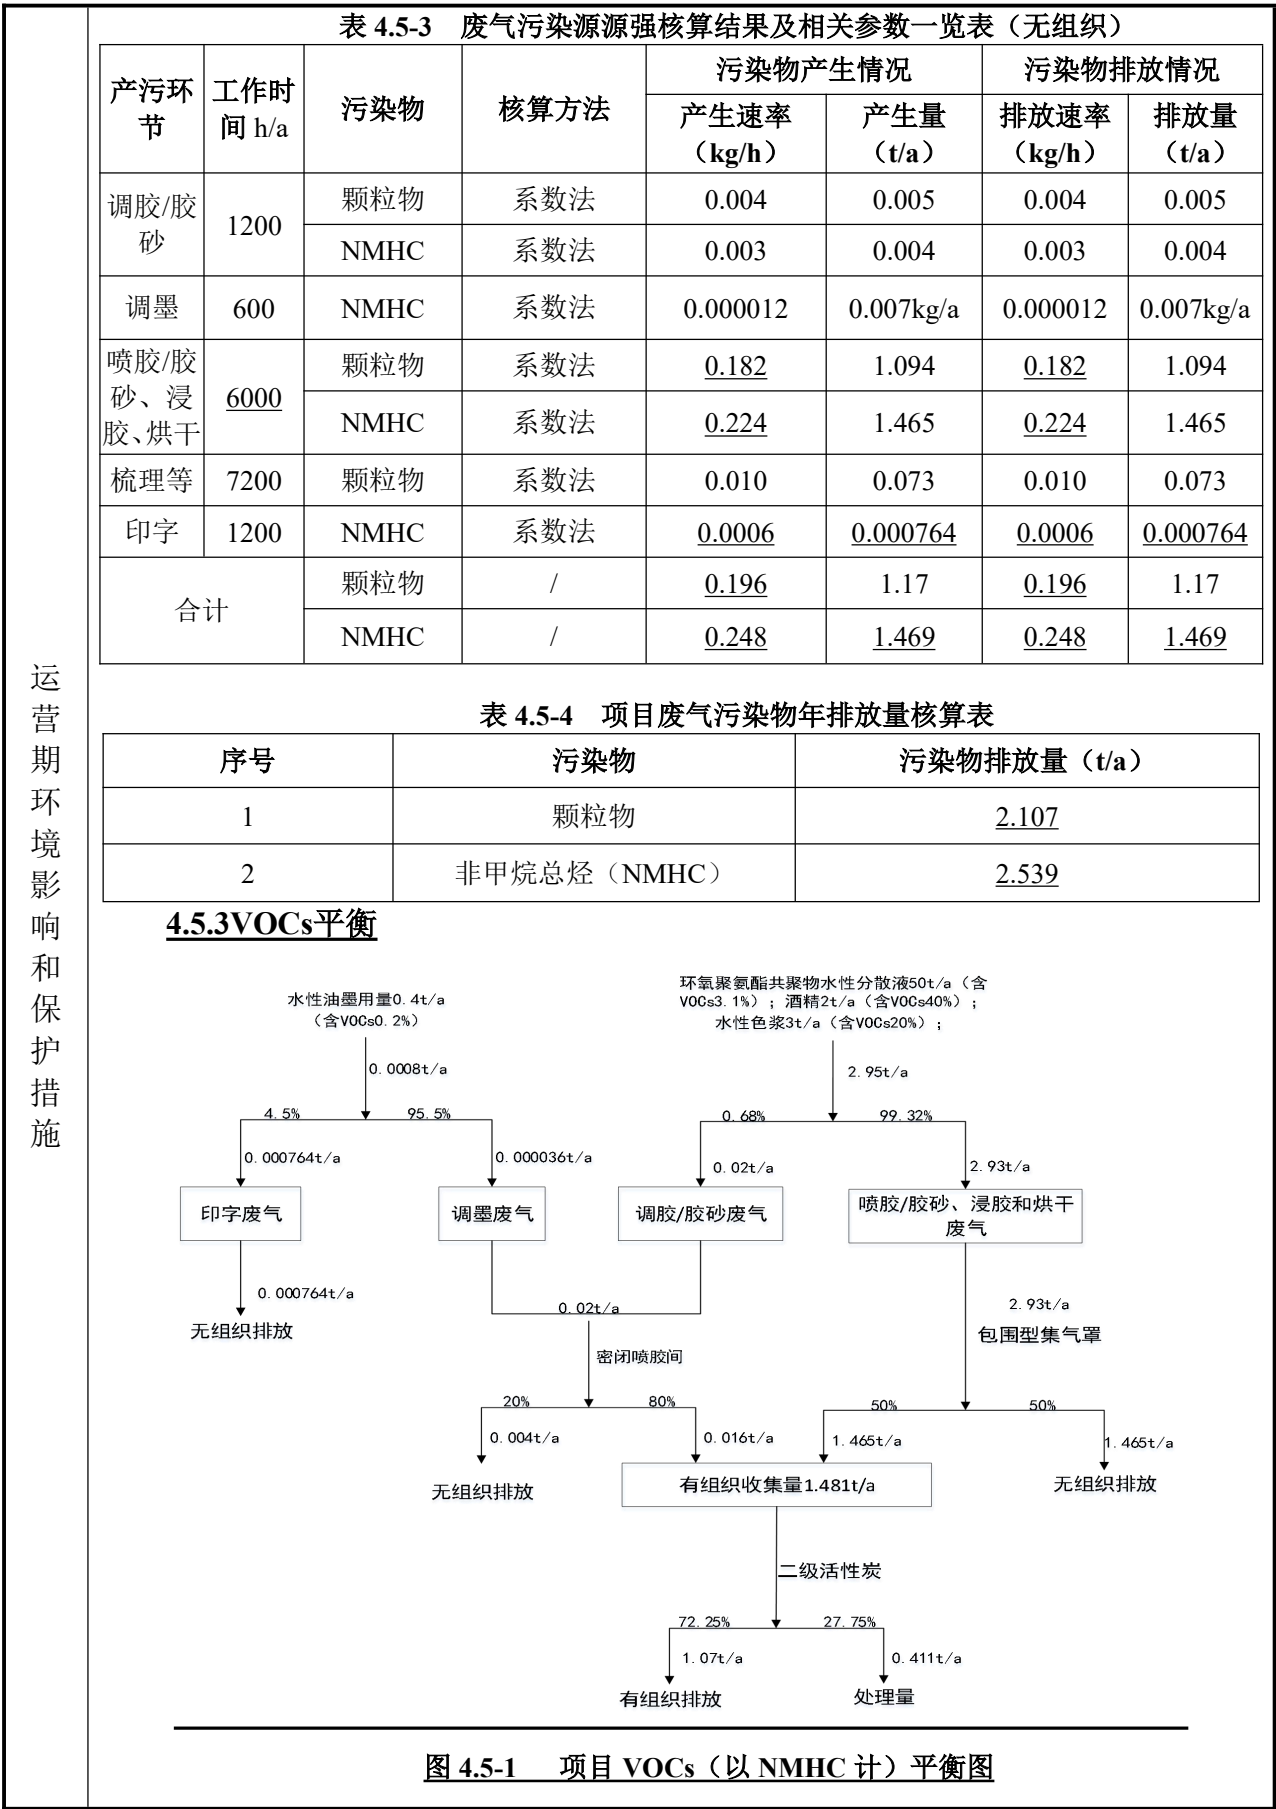 表 4.5-3 废气污染源源强核算结果及相关参数一览表（无组织）
产污环节 工作时间 h/a 污染物 核算方法 污染物产生情况 污染物排放情况
产生速率（kg/h） 产生量（t/a） 排放速率（kg/h） 排放量（t/a）
调胶/胶砂 1200 颗粒物 系数法 0.004 0.005 0.004 0.005
NMHC 系数法 0.003 0.004 0.003 0.004
调墨 600 NMHC 系数法 0.000012 0.007kg/a 0.000012 0.007kg/a
喷胶/胶砂、浸胶、烘干 6000 颗粒物 系数法 0.182 1.094 0.182 1.094
NMHC 系数法 0.224 1.465 0.224 1.465
梳理等 7200 颗粒物 系数法 0.010 0.073 0.010 0.073
印字 1200 NMHC 系数法 0.0006 0.000764 0.0006 0.000764
合计 颗粒物 / 0.196 1.17 0.196 1.17
NMHC / 0.248 1.469 0.248 1.469
运营期环境影响和保护措施
表 4.5-4 项目废气污染物年排放量核算表
序号 污染物 污染物排放量（t/a）
1 颗粒物 2.107
2 非甲烷总烃（NMHC） 2.539
4.5.3VOCs平衡
水性油墨用量0.4t/a
（含VOCs0.2%）
环氧聚氨酯共聚物水性分散液50t/a（含
VOCs3.1%）；酒精2t/a（含VOCs40%）；
水性色浆3t/a（含VOCs20%）；
0.0008t/a
2.95t/a
4.5% 95.5%
0.68% 99.32%
0.000764t/a
0.000036t/a
0.02t/a
2.93t/a
印字废气
调墨废气
调胶/胶砂废气
喷胶/胶砂、浸胶和烘干
废气
0.000764t/a
无组织排放
0.02t/a
2.93t/a
包围型集气罩
密闭喷胶间
20% 80%
50% 50%
0.004t/a
0.016t/a
1.465t/a
1.465t/a
无组织排放
有组织收集量1.481t/a
无组织排放
二级活性炭
72.25% 27.75%
1.07t/a
0.411t/a
有组织排放
处理量
图 4.5-1 项目 VOCs（以 NMHC 计）平衡图